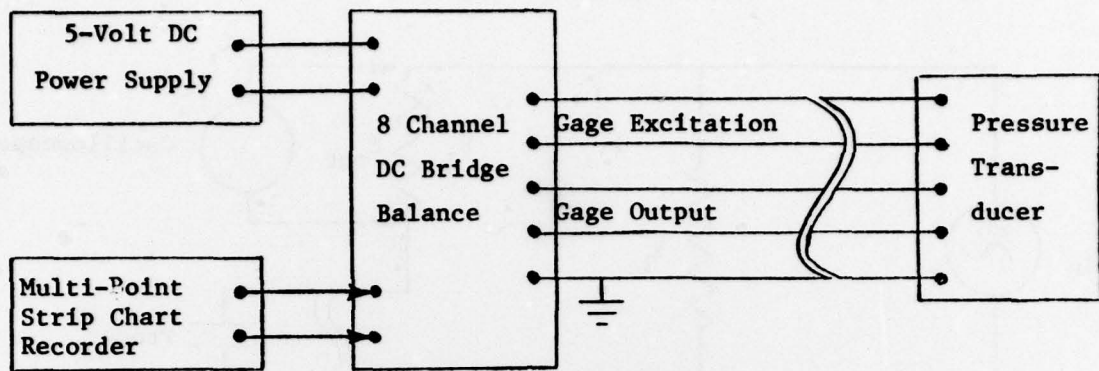 5-Volt DC
Power Supply
8 Channel
DC Bridge
Balance
Gage Excitation
Gage Output
Pressure
Trans-
ducer
Multi-Point
Strip Chart
Recorder